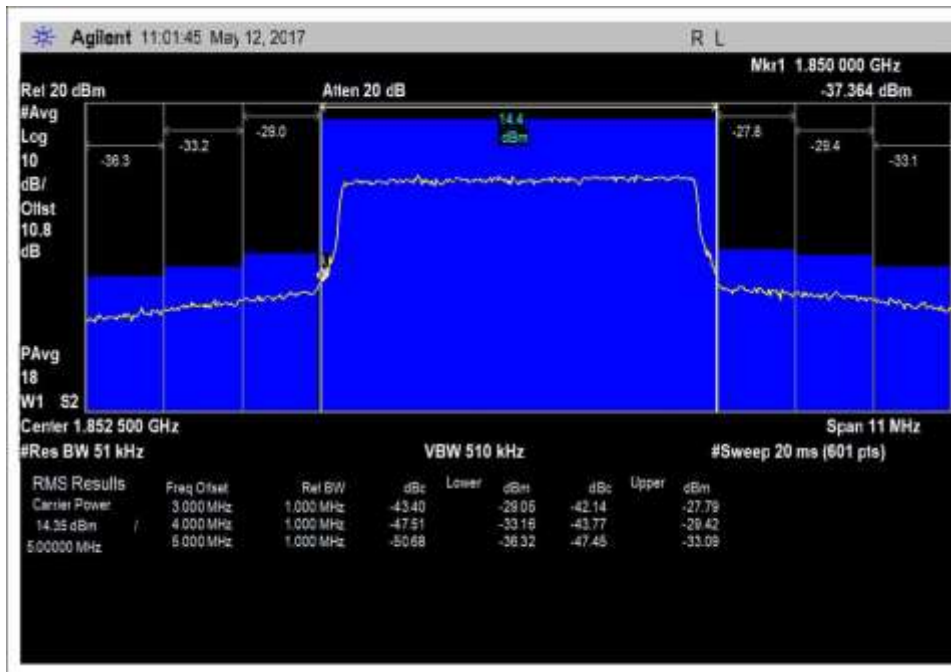 Agilent 11:01:45 May 12, 2017 R L
Mkr1 1.850 000 GHz
Ref 20 dBm Atten 20 dB -37.364 dBm
#Avg
Log
10
dB/
Offst
10.8
dB
-36.3 -33.2 -29.0 14.4 dBm -27.8 -29.4 -33.1
PAvg
18
W1 S2
Center 1.852 500 GHz Span 11 MHz
#Res BW 51 kHz VBW 510 kHz #Sweep 20 ms (601 pts)
RMS Results Freq Offset Ref BW dBc Lower dBm dBc Upper dBm
Carrier Power 3.000 MHz 1.000 MHz -43.40 -29.05 -42.14 -27.79
14.35 dBm / 4.000 MHz 1.000 MHz -47.51 -33.16 -43.77 -29.42
5.00000 MHz 5.000 MHz 1.000 MHz -50.68 -36.32 -47.45 -33.09